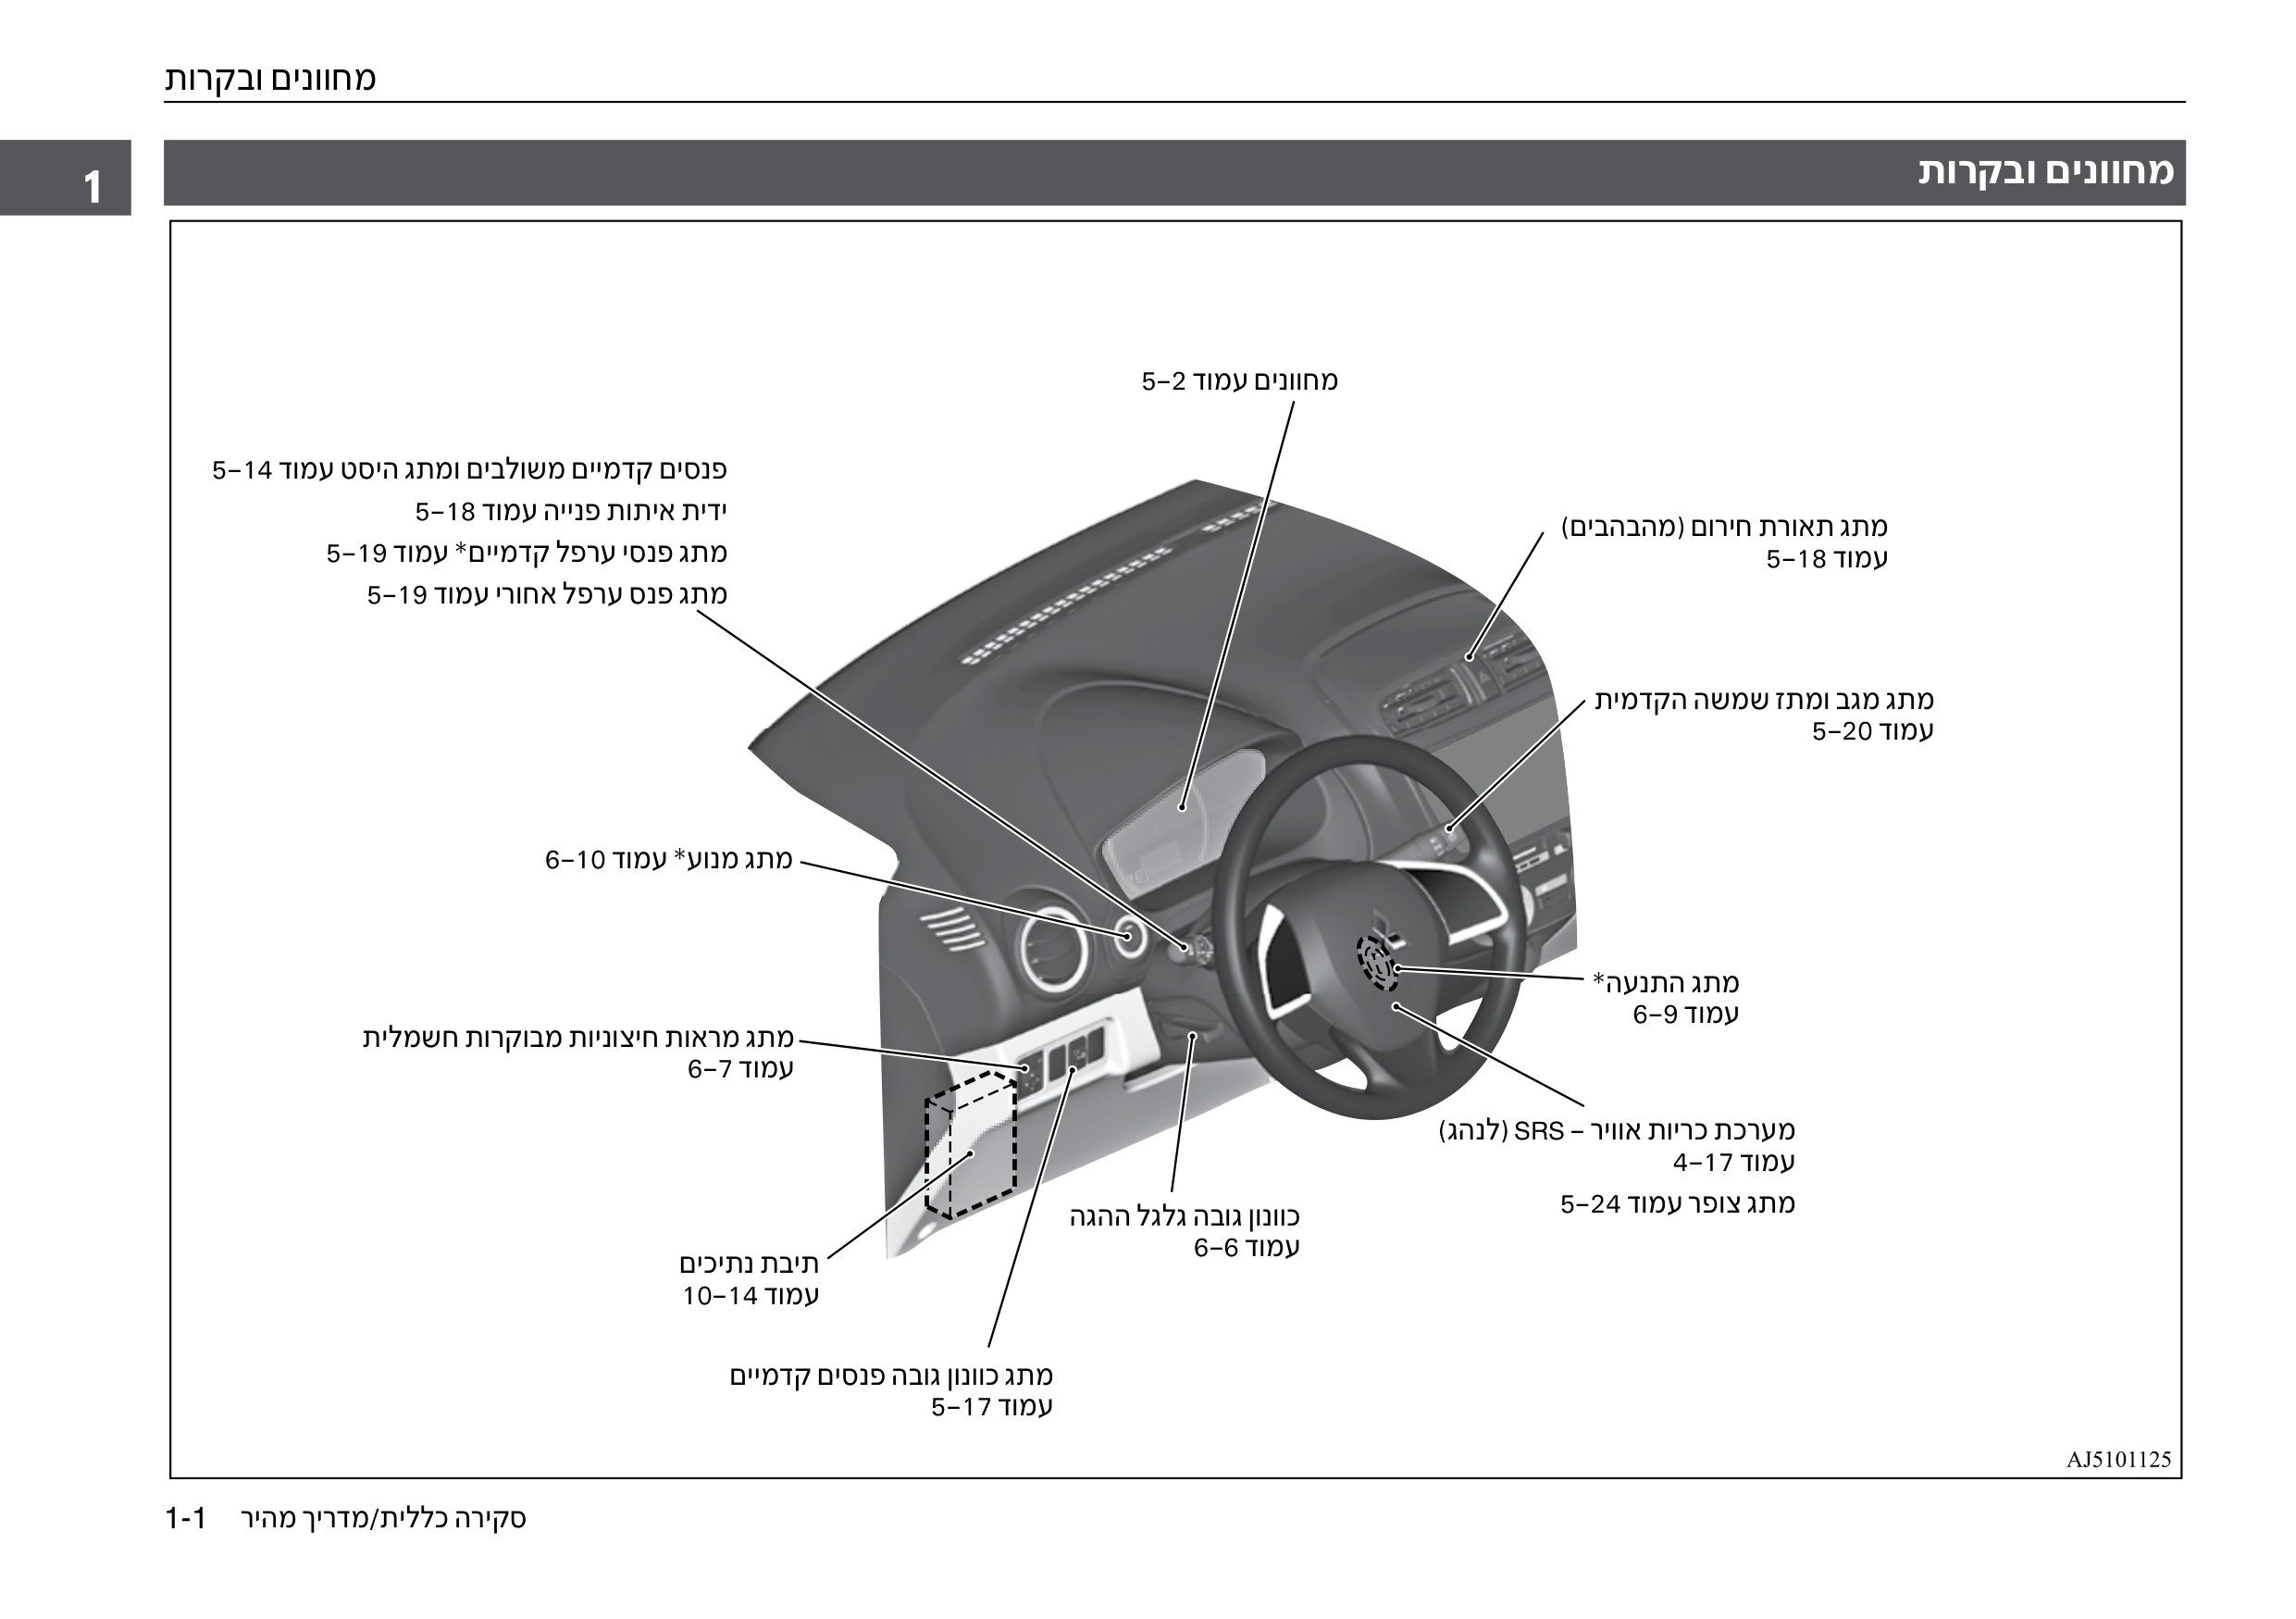 מחוונים ובקרות
1
מחוונים ובקרות
מחוונים עמוד 5–2
פנסים קדמיים משולבים ומתג היסט עמוד 5–14
ידית איתות פנייה עמוד 5–18
מתג פנסי ערפל קדמיים* עמוד 5–19
מתג פנס ערפל אחורי עמוד 5–19
מתג תאורת חירום (מהבהבים)
עמוד 5–18
מתג מגב ומתז שמשה הקדמית
עמוד 5–20
מתג מנוע* עמוד 6–10
מתג התנעה*
עמוד 6–9
מתג מראות חיצוניות מבוקרות חשמלית
עמוד 6–7
מערכת כריות אוויר – SRS (לנהג)
עמוד 4–17
מתג צופר עמוד 5–24
כוונון גובה גלגל ההגה
עמוד 6–6
תיבת נתיכים
עמוד 10–14
מתג כוונון גובה פנסים קדמיים
עמוד 5–17
AJ5101125
סקירה כללית/מדריך מהיר 1-1